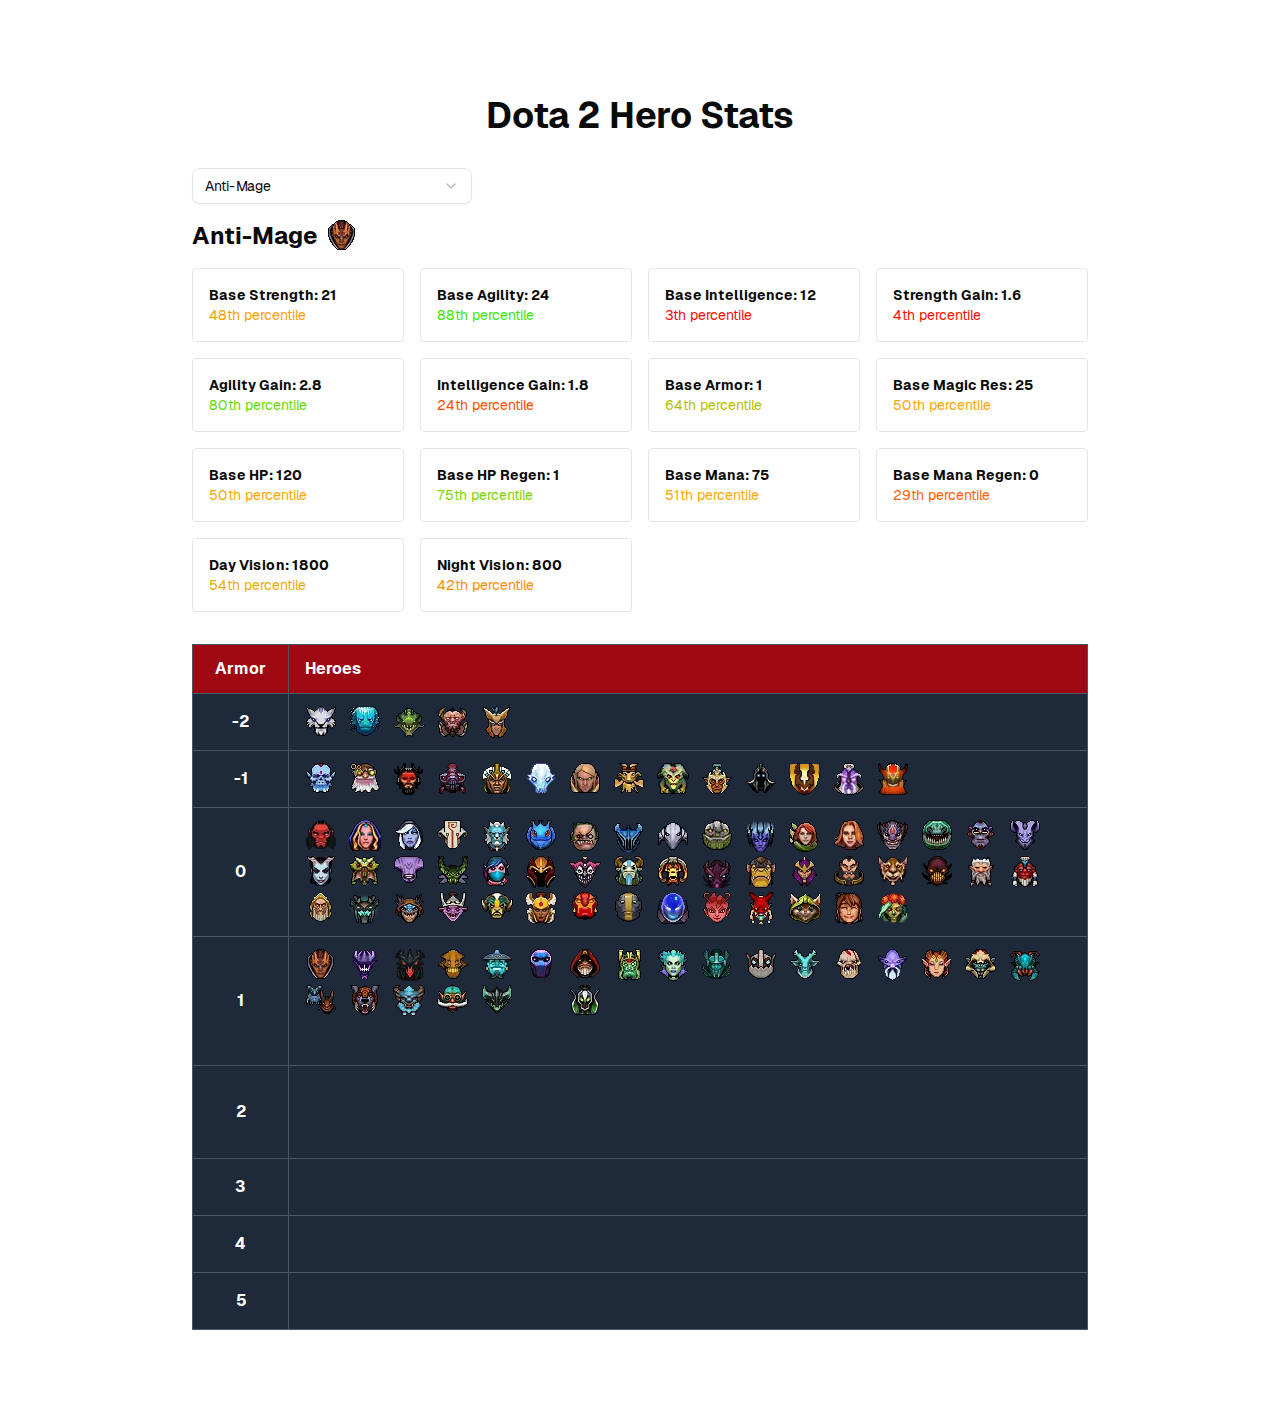 Dota 2 Hero Stats
Anti-Mage
Anti-Mage
Base Strength: 21
48th percentile
Base Agility: 24
88th percentile
Base Intelligence: 12
3th percentile
Strength Gain: 1.6
4th percentile
Agility Gain: 2.8
80th percentile
Intelligence Gain: 1.8
24th percentile
Base Armor: 1
64th percentile
Base Magic Res: 25
50th percentile
Base HP: 120
50th percentile
Base HP Regen: 1
75th percentile
Base Mana: 75
51th percentile
Base Mana Regen: 0
29th percentile
Day Vision: 1800
54th percentile
Night Vision: 800
42th percentile
Armor Heroes
-2
-1
0
1
2
3
4
5